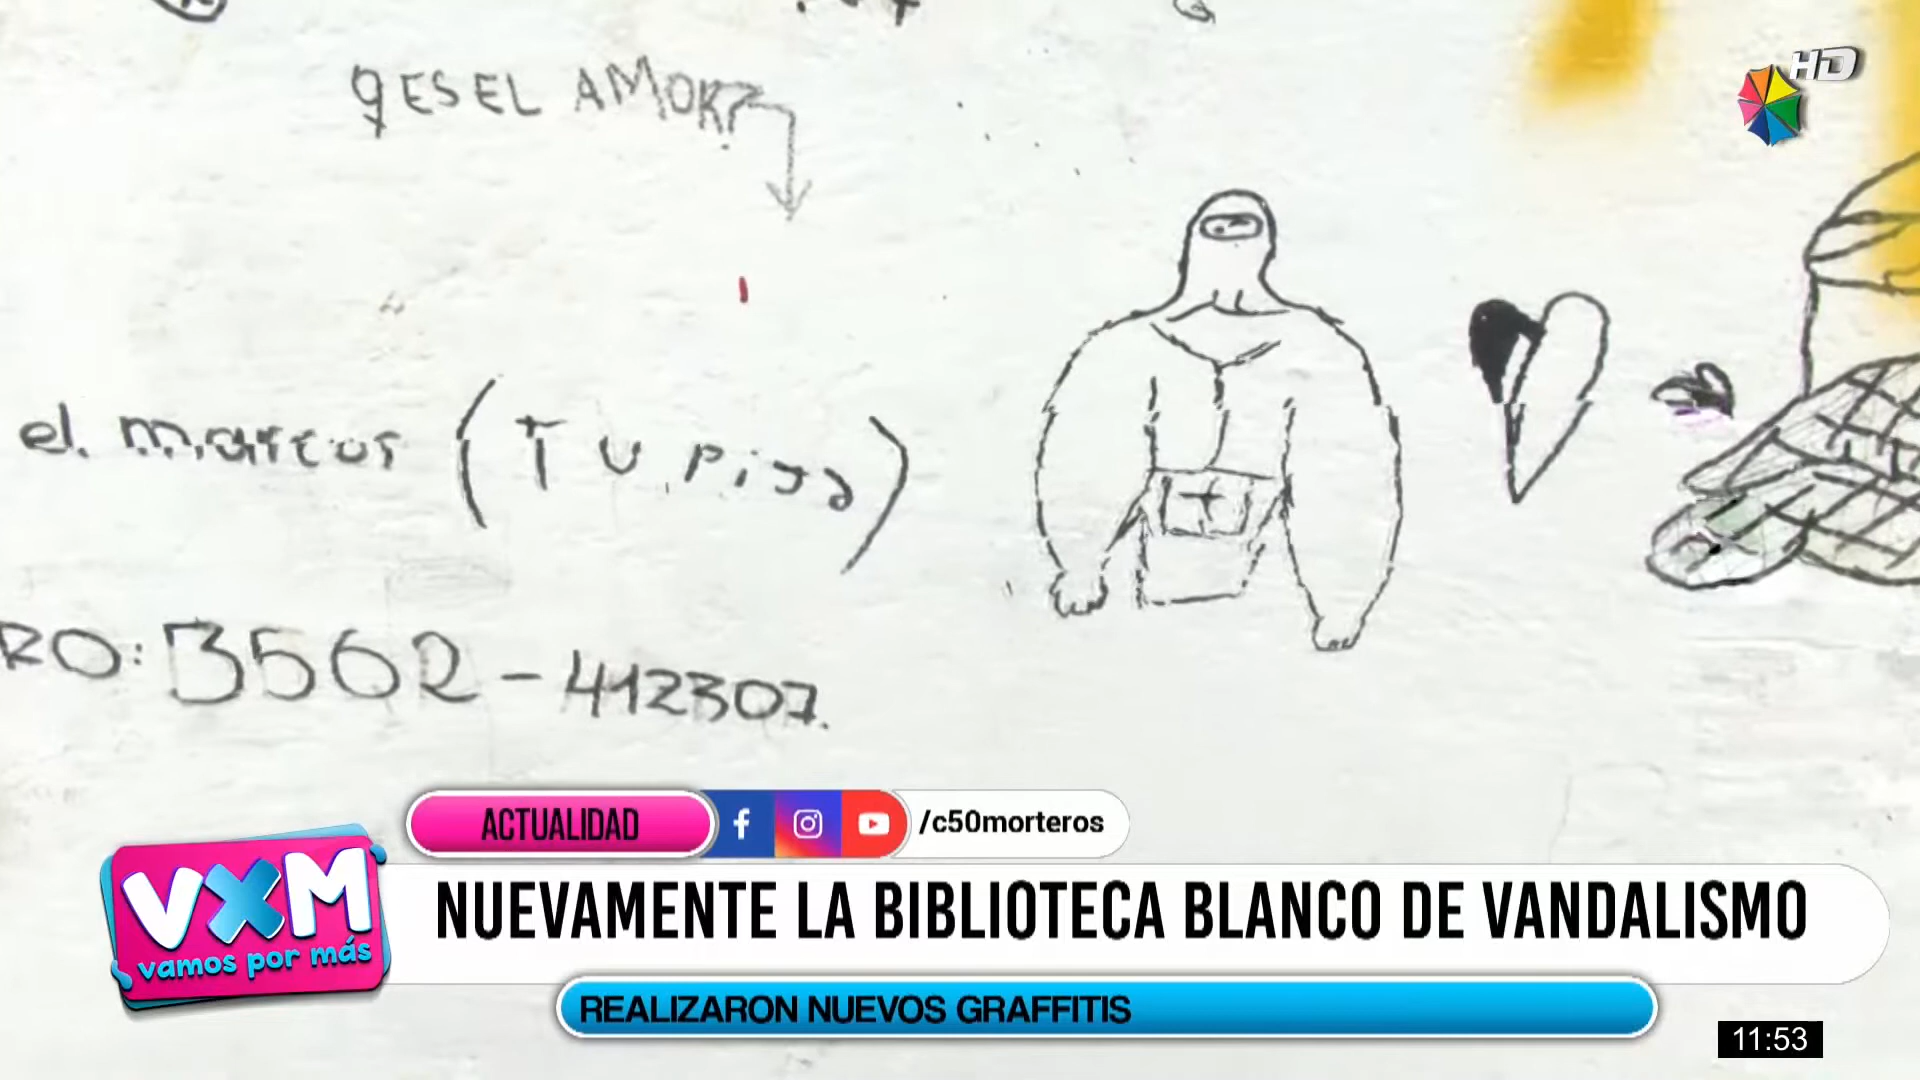 HD
qESEL AMOR?
el marcos (TU Pija)
RO: 3562-412307.
ACTUALIDAD
/c50morteros
VXM
vamos por más
NUEVAMENTE LA BIBLIOTECA BLANCO DE VANDALISMO
REALIZARON NUEVOS GRAFFITIS
11:53